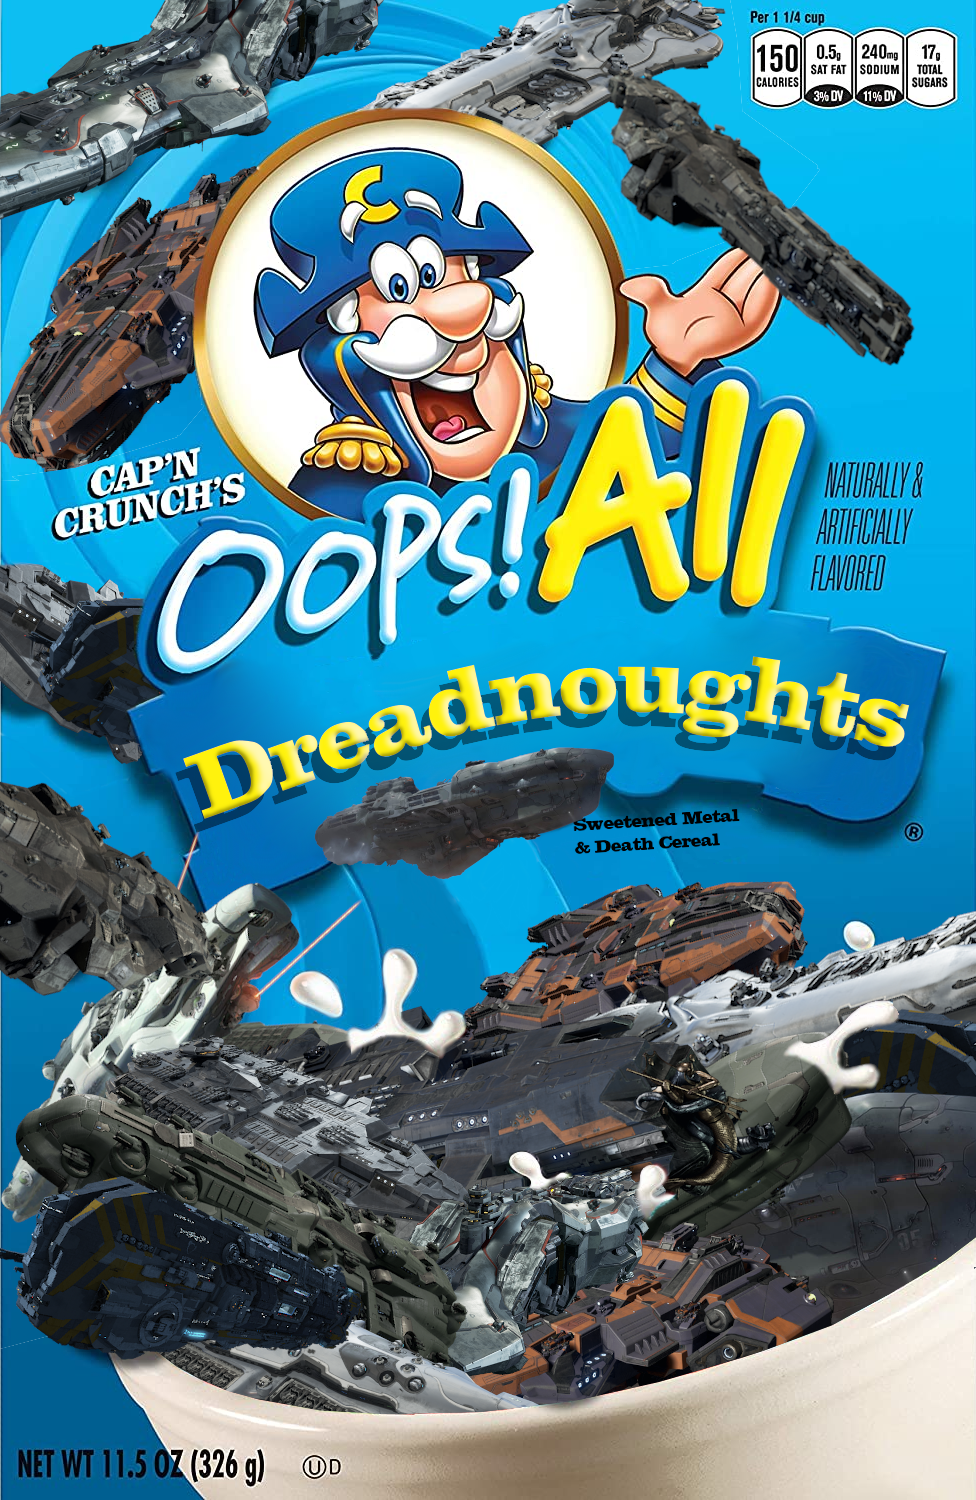 Per 1 1/4 cup
150 CALORIES
0.5g SAT FAT 3% DV
240mg SODIUM 11% DV
17g TOTAL SUGARS
C
CAP'N
CRUNCH'S
OOPS! All
NATURALLY &
ARTIFICIALLY
FLAVORED
Dreadnoughts
®
Sweetened Metal
& Death Cereal
NET WT 11.5 OZ (326 g)
U D